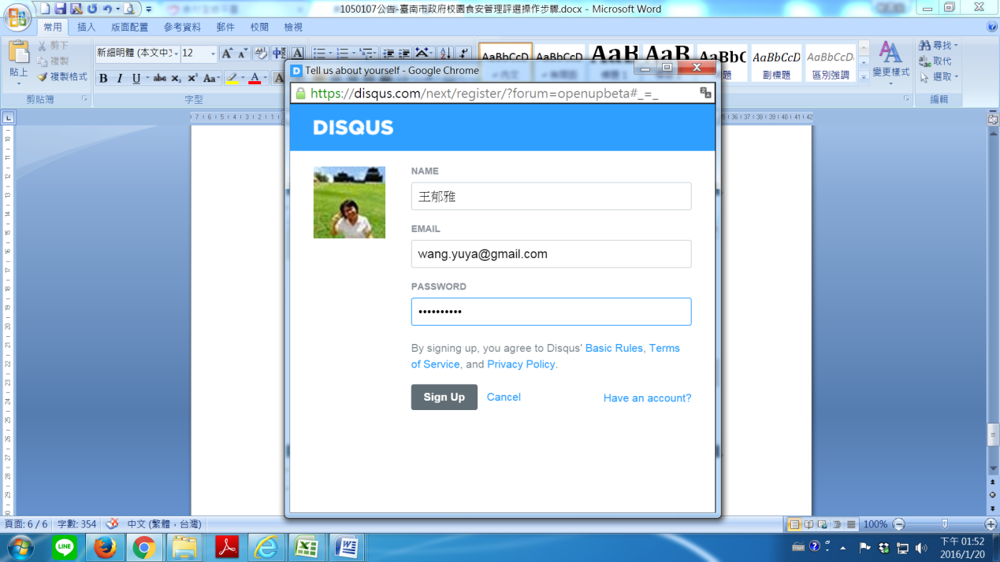 1050107公告-臺南市政府校園食安管理評選操作步驟.docx - Microsoft Word
常用 插入 版面配置 參考資料 郵件 校閱 檢視
貼上 剪下 複製 複製格式
新細明體 (本文中 12
AaBbCcD AaBbCcD AaB AaB AaBbC AaBbCcD AaBbCcD
副標題 區別強調 變更樣式
尋找 取代 選取
剪貼簿 字型 編輯
Tell us about yourself - Google Chrome
https://disqus.com/next/register/?forum=openupbeta#_=_
DISQUS
NAME
王郁雅
EMAIL
wang.yuya@gmail.com
PASSWORD
••••••••••
By signing up, you agree to Disqus' Basic Rules, Terms
of Service, and Privacy Policy.
Sign Up Cancel Have an account?
頁面: 6 / 6 字數: 354 中文 (繁體，台灣) 100%
LINE
下午 01:52
2016/1/20